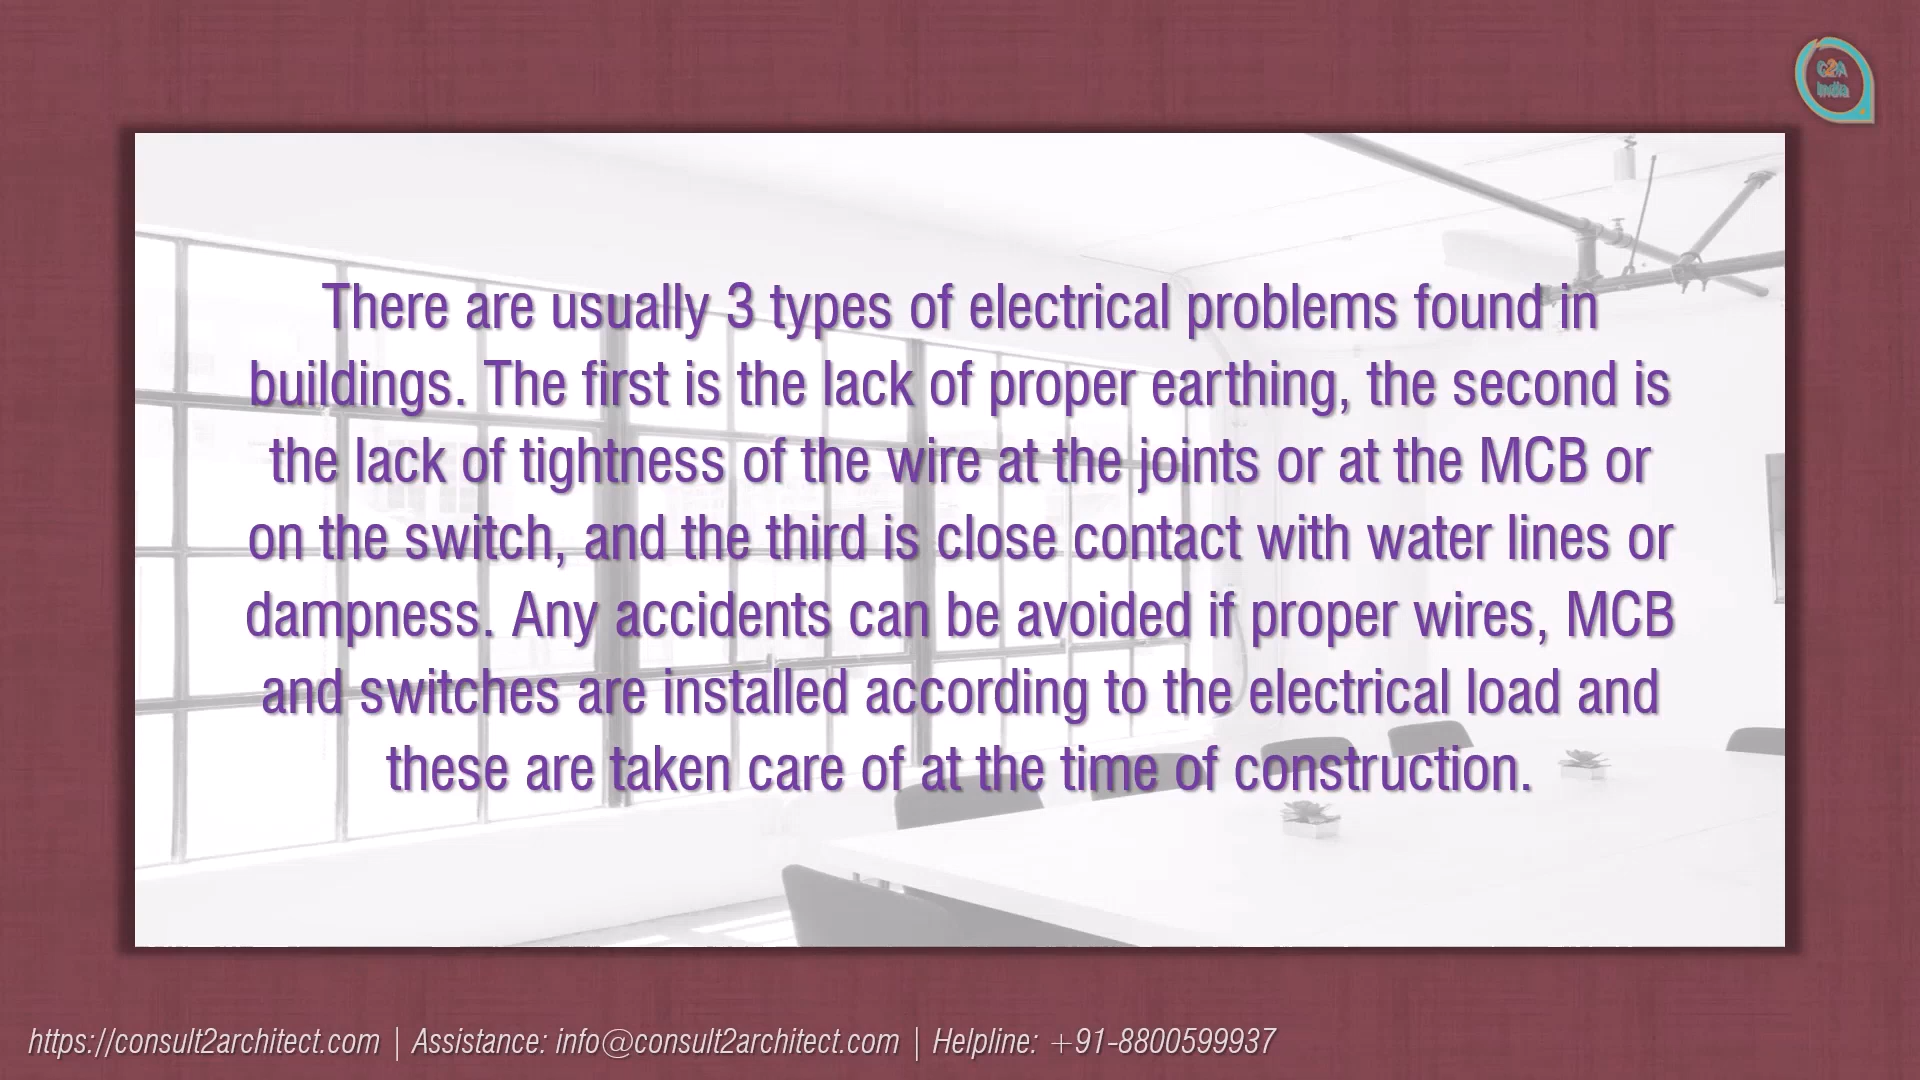 C2A
India
There are usually 3 types of electrical problems found in
buildings. The first is the lack of proper earthing, the second is
the lack of tightness of the wire at the joints or at the MCB or
on the switch, and the third is close contact with water lines or
dampness. Any accidents can be avoided if proper wires, MCB
and switches are installed according to the electrical load and
these are taken care of at the time of construction.
https://consult2architect.com | Assistance: info@consult2architect.com | Helpline: +91-8800599937